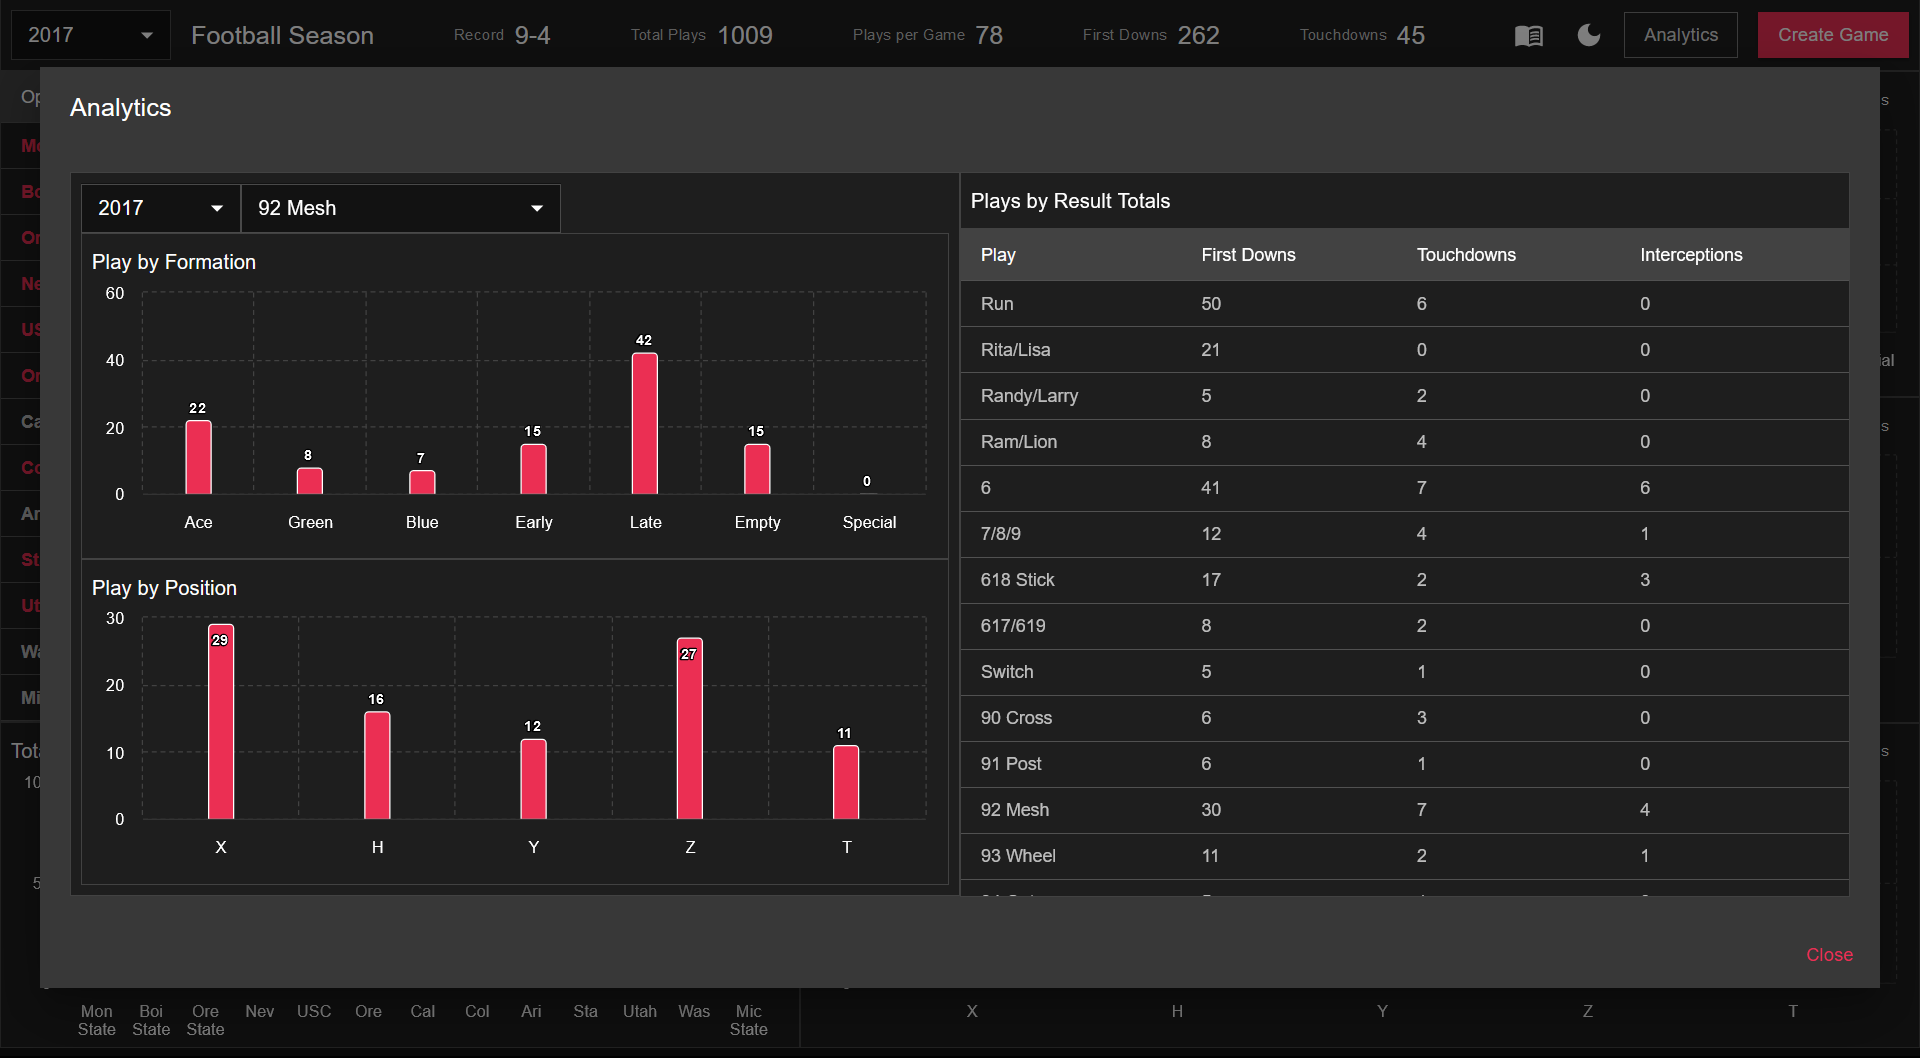 2017
Football Season
Record 9-4
Total Plays 1009
Plays per Game 78
First Downs 262
Touchdowns 45
Analytics
Create Game
Analytics
2017
92 Mesh
Play by Formation
60
40
20
0
22
8
7
15
42
15
0
Ace Green Blue Early Late Empty Special
Play by Position
30
20
10
0
29
16
12
27
11
X H Y Z T
Plays by Result Totals
Play First Downs Touchdowns Interceptions
Run 50 6 0
Rita/Lisa 21 0 0
Randy/Larry 5 2 0
Ram/Lion 8 4 0
6 41 7 6
7/8/9 12 4 1
618 Stick 17 2 3
617/619 8 2 0
Switch 5 1 0
90 Cross 6 3 0
91 Post 6 1 0
92 Mesh 30 7 4
93 Wheel 11 2 1
Close
Mon State
Boi State
Ore State
Nev
USC
Ore
Cal
Col
Ari
Sta
Utah
Was
Mic State
X H Y Z T